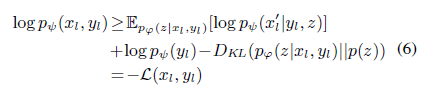 log p_ψ(x_l, y_l) ≥ 𝔼_{p_φ(z|x_l,y_l)}[log p_ψ(x′_l|y_l, z)]
+ log p_ψ(y_l) − D_{KL}(p_φ(z|x_l, y_l)||p(z)) (6)
= −ℒ(x_l, y_l)